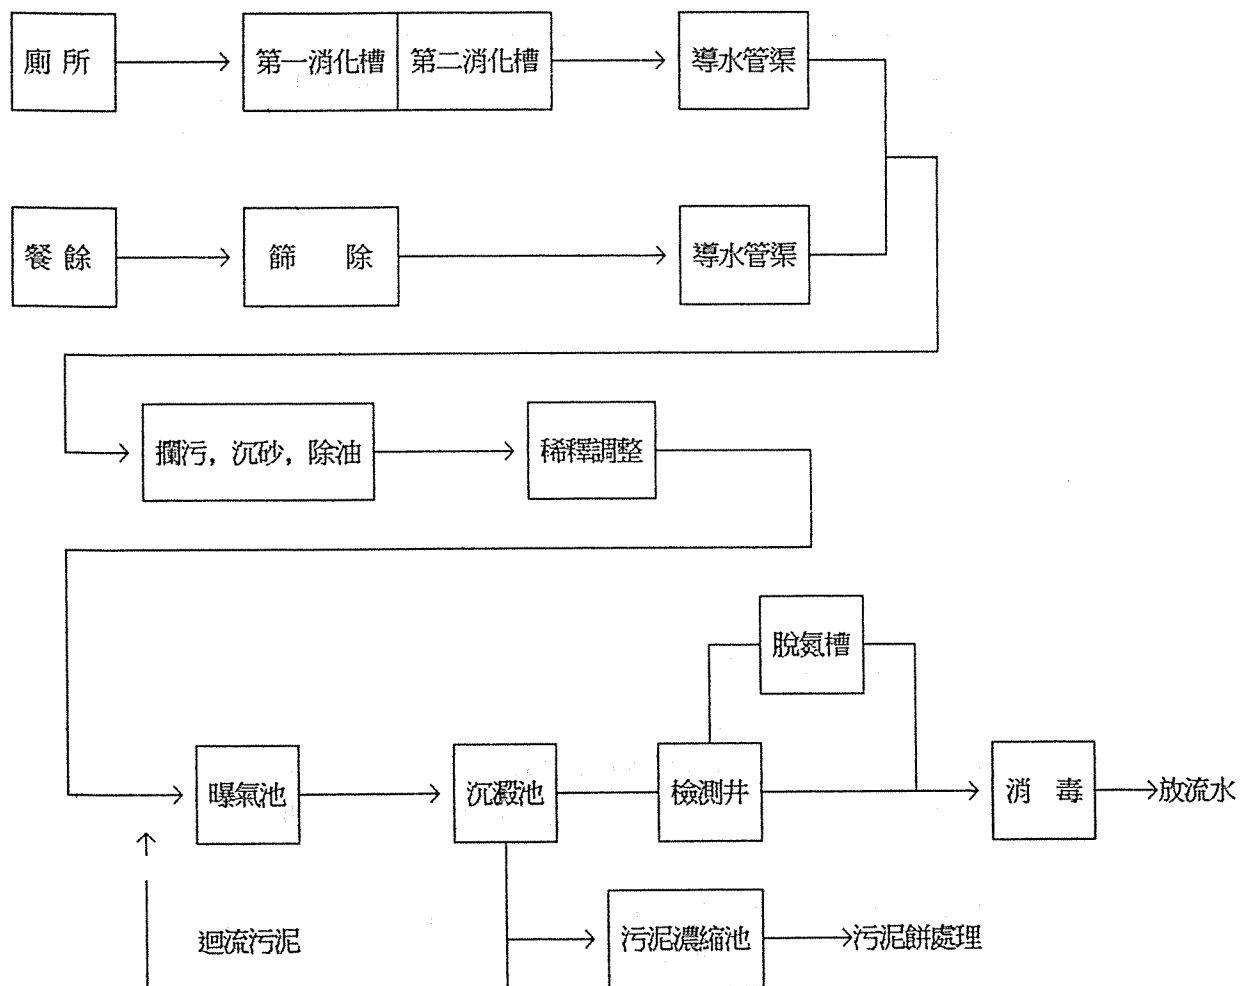 廁所
第一消化槽
第二消化槽
導水管渠
餐餘
篩除
導水管渠
攔污，沉砂，除油
稀釋調整
脫氮槽
曝氣池
沉澱池
檢測井
消毒
放流水
迴流污泥
污泥濃縮池
污泥餅處理